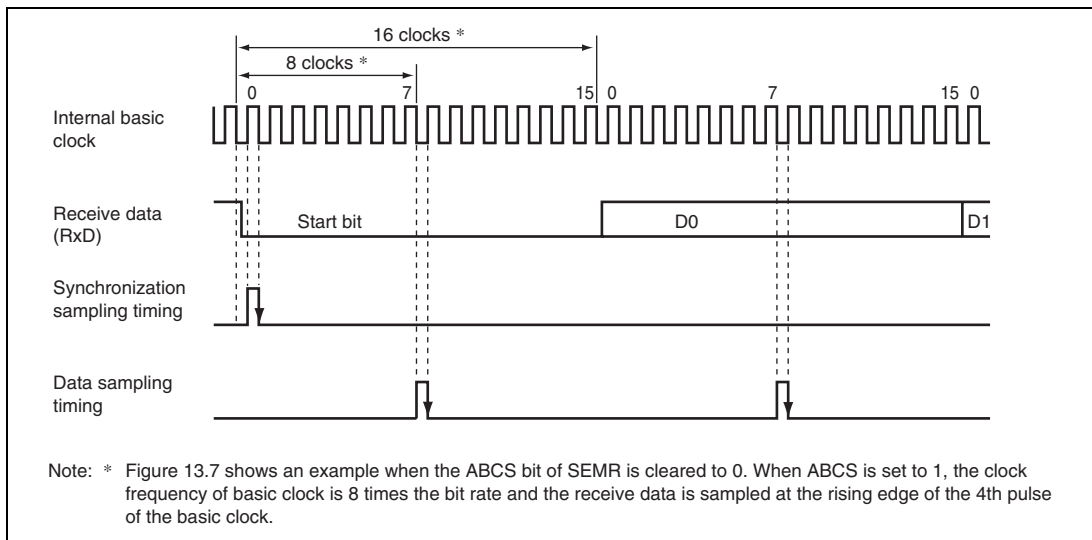 16 clocks *
8 clocks *
0 7 15 0 7 15 0
Internal basic
clock
Receive data
(RxD)
Start bit D0 D1
Synchronization
sampling timing
Data sampling
timing
Note: * Figure 13.7 shows an example when the ABCS bit of SEMR is cleared to 0. When ABCS is set to 1, the clock
frequency of basic clock is 8 times the bit rate and the receive data is sampled at the rising edge of the 4th pulse
of the basic clock.